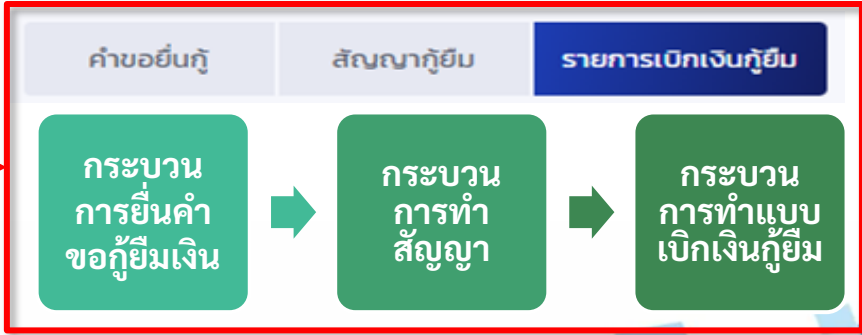 คำขอยื่นกู้ สัญญากู้ยืม รายการเบิกเงินกู้ยืม
กระบวน
การยื่นคำ
ขอกู้ยืมเงิน
กระบวน
การทำ
สัญญา
กระบวน
การทำแบบ
เบิกเงินกู้ยืม